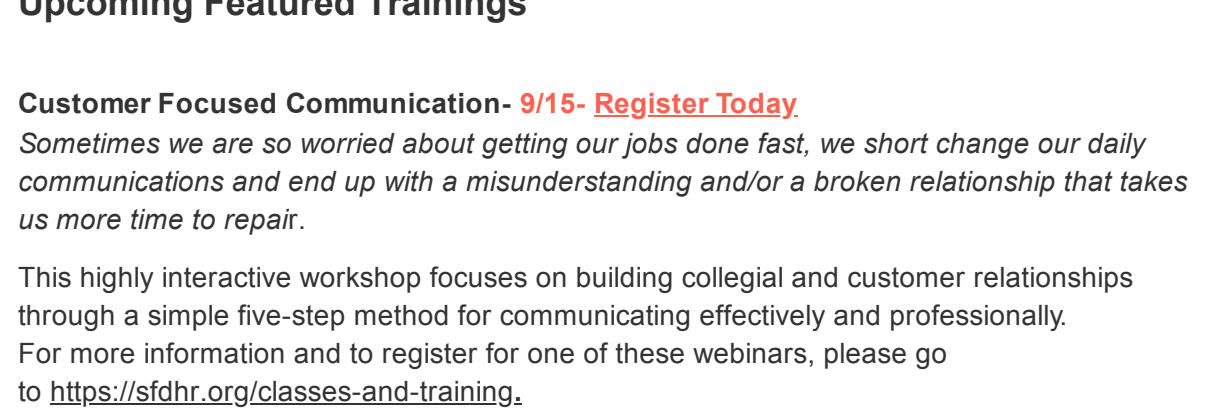 Upcoming Featured Trainings
Customer Focused Communication- 9/15- Register Today
Sometimes we are so worried about getting our jobs done fast, we short change our daily
communications and end up with a misunderstanding and/or a broken relationship that takes
us more time to repair.
This highly interactive workshop focuses on building collegial and customer relationships
through a simple five-step method for communicating effectively and professionally.
For more information and to register for one of these webinars, please go
to https://sfdhr.org/classes-and-training.